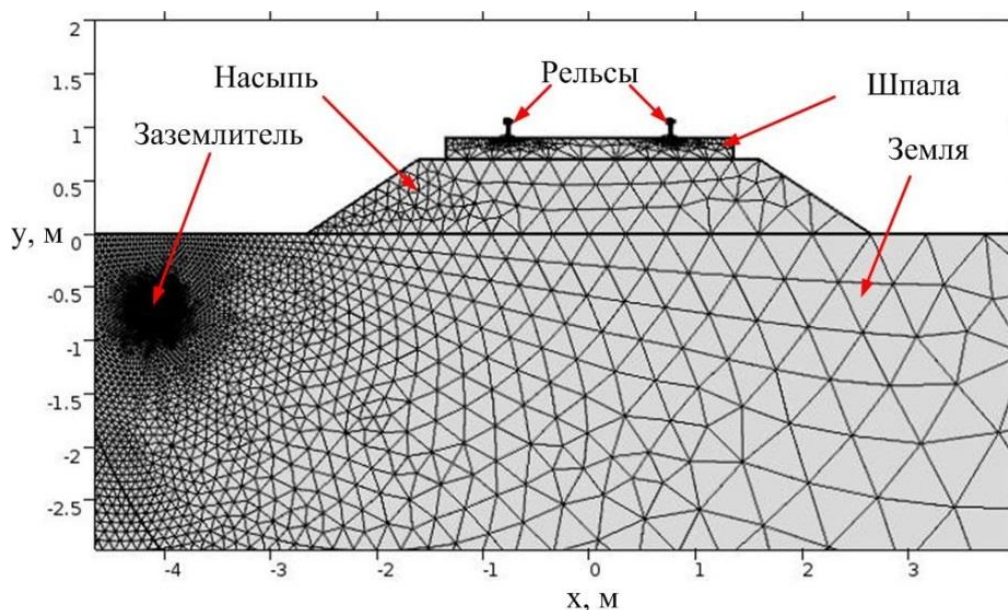 2
1.5
1
0.5
y, м 0
-0.5
-1
-1.5
-2
-2.5
Насыпь
Рельсы
Шпала
Заземлитель
Земля
-4 -3 -2 -1 0 1 2 3
x, м